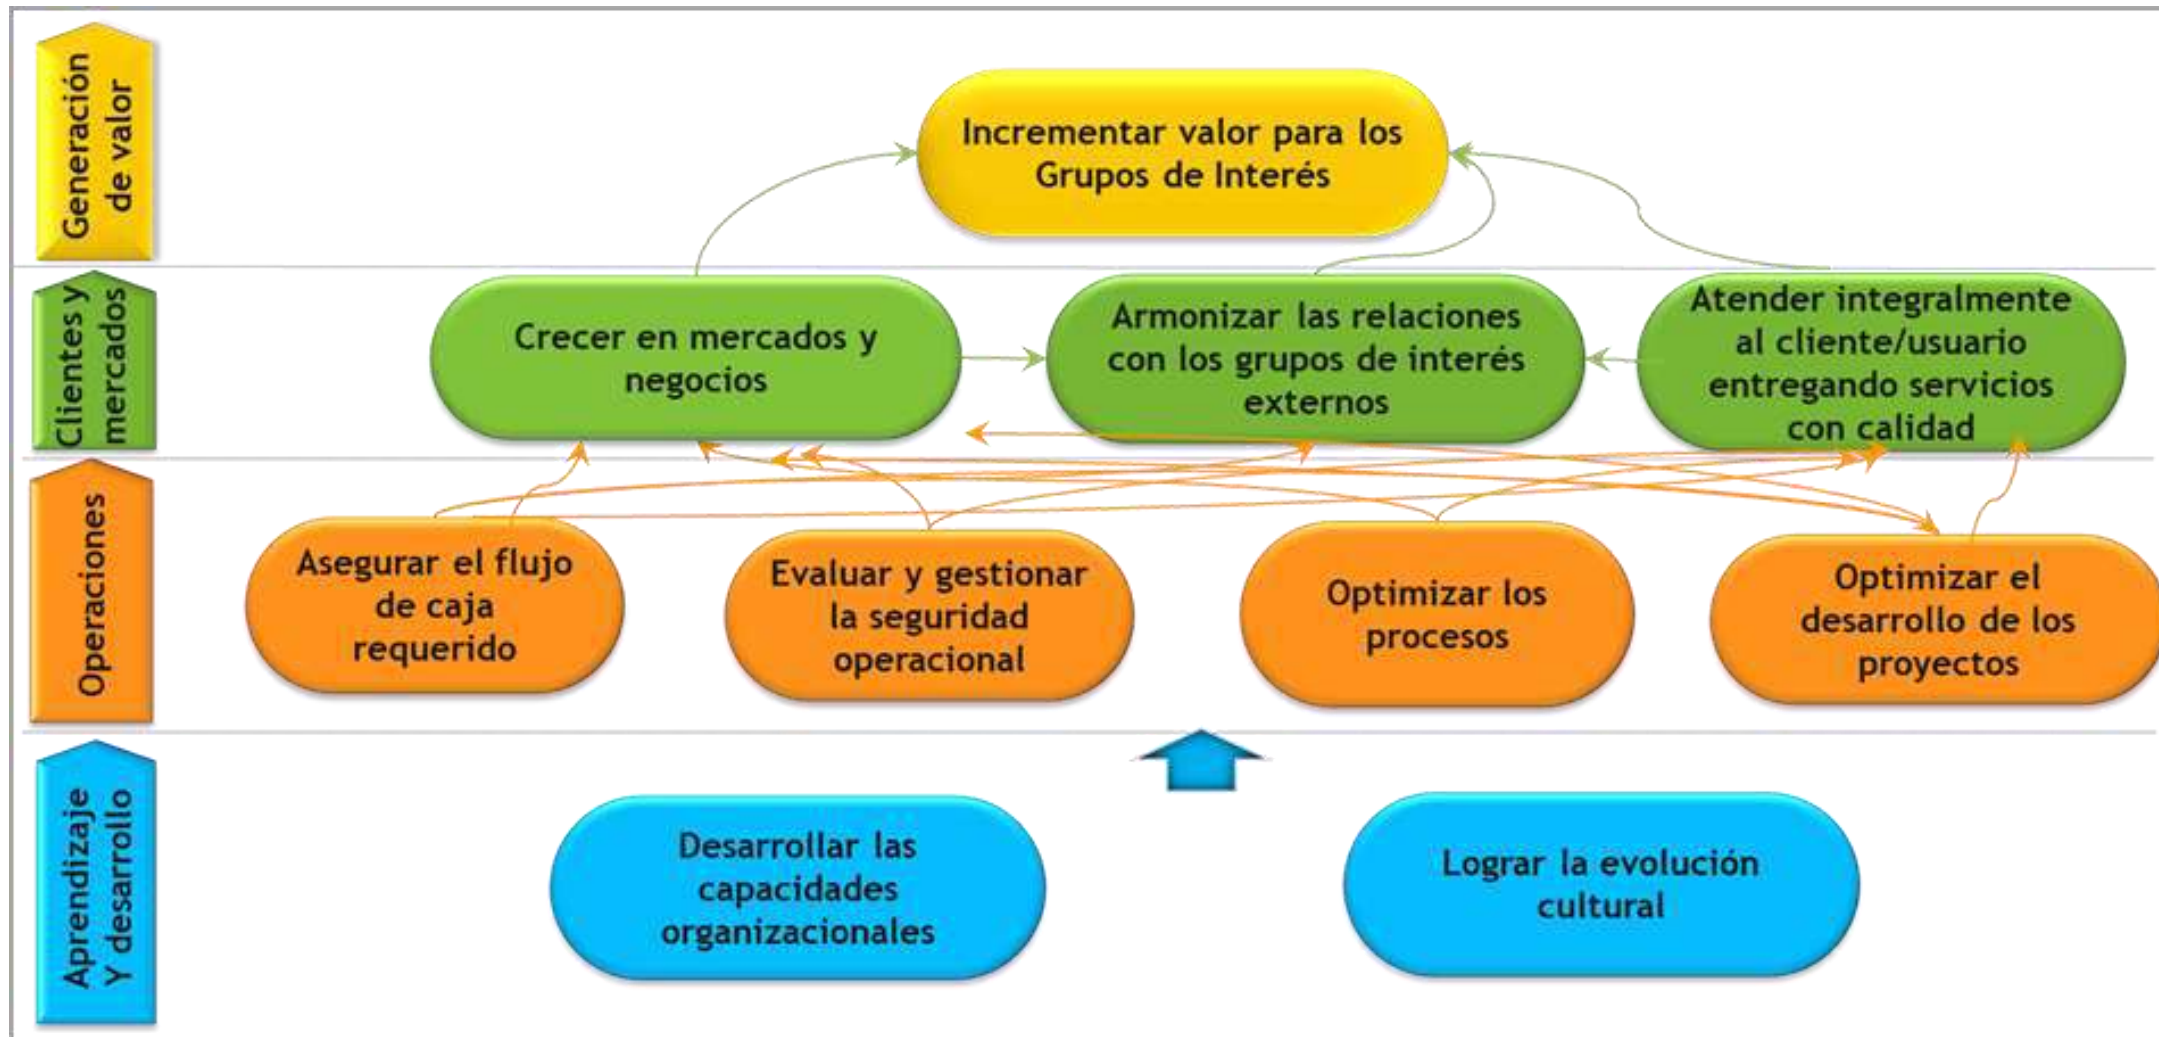 Generación
de valor
Incrementar valor para los
Grupos de Interés
Clientes y
mercados
Crecer en mercados y
negocios
Armonizar las relaciones
con los grupos de interés
externos
Atender integralmente
al cliente/usuario
entregando servicios
con calidad
Operaciones
Asegurar el flujo
de caja
requerido
Evaluar y gestionar
la seguridad
operacional
Optimizar los
procesos
Optimizar el
desarrollo de los
proyectos
Aprendizaje
Y desarrollo
Desarrollar las
capacidades
organizacionales
Lograr la evolución
cultural